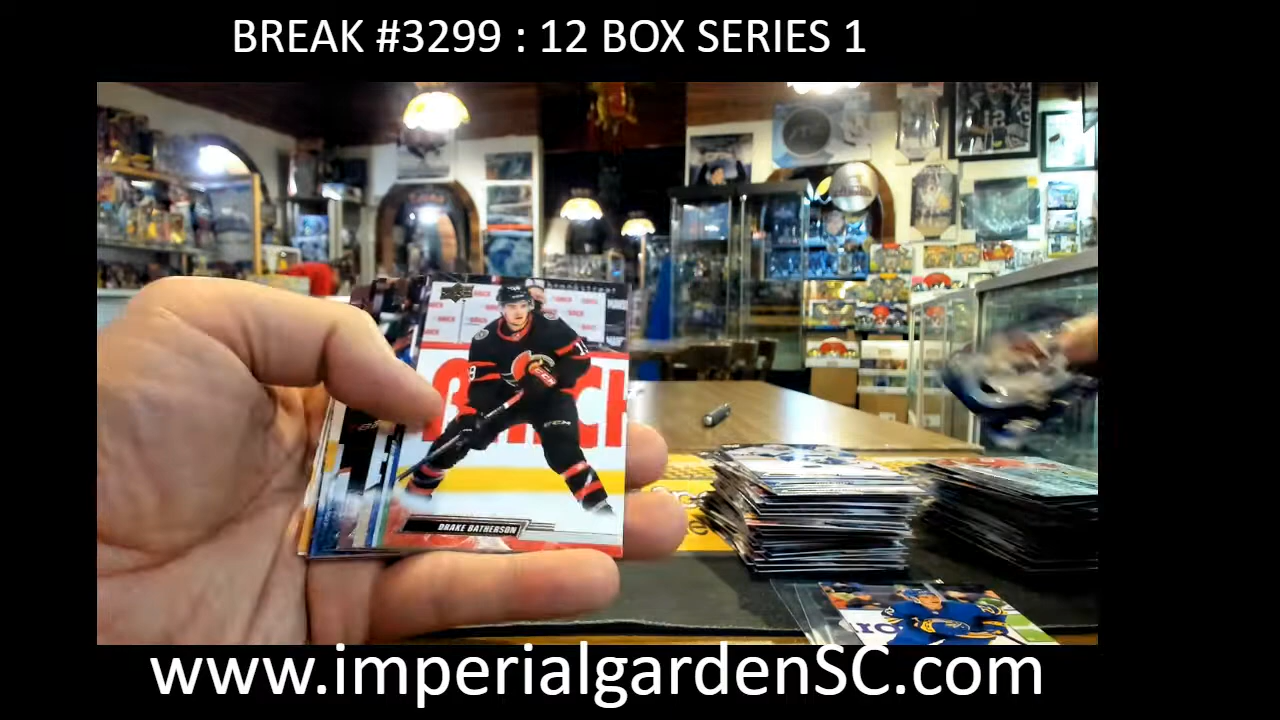 BREAK #3299 : 12 BOX SERIES 1
DRAKE BATHERSON
www.imperialgardenSC.com